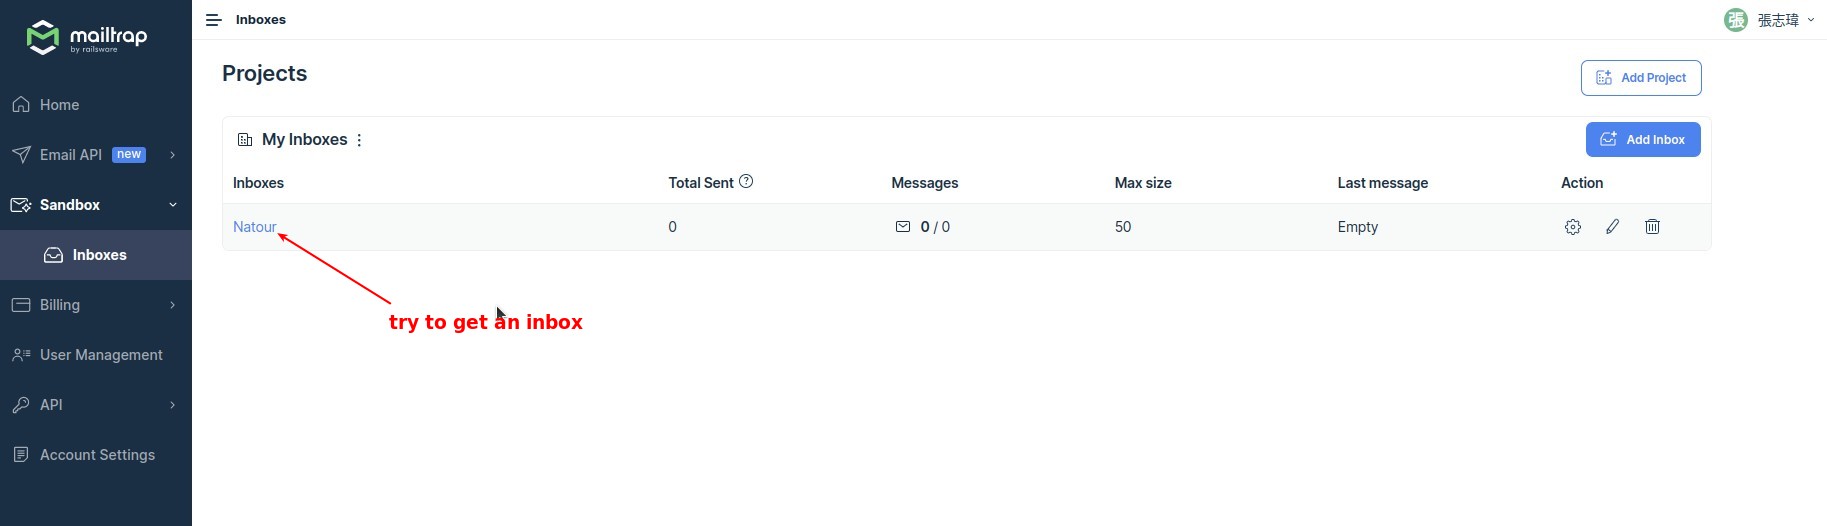 mailtrap
by railsware
Inboxes
張
張志瑋
Home
Email API new
Sandbox
Inboxes
Billing
User Management
API
Account Settings
Projects
Add Project
My Inboxes
Add Inbox
Inboxes Total Sent ? Messages Max size Last message Action
Natour 0 0 / 0 50 Empty
try to get an inbox